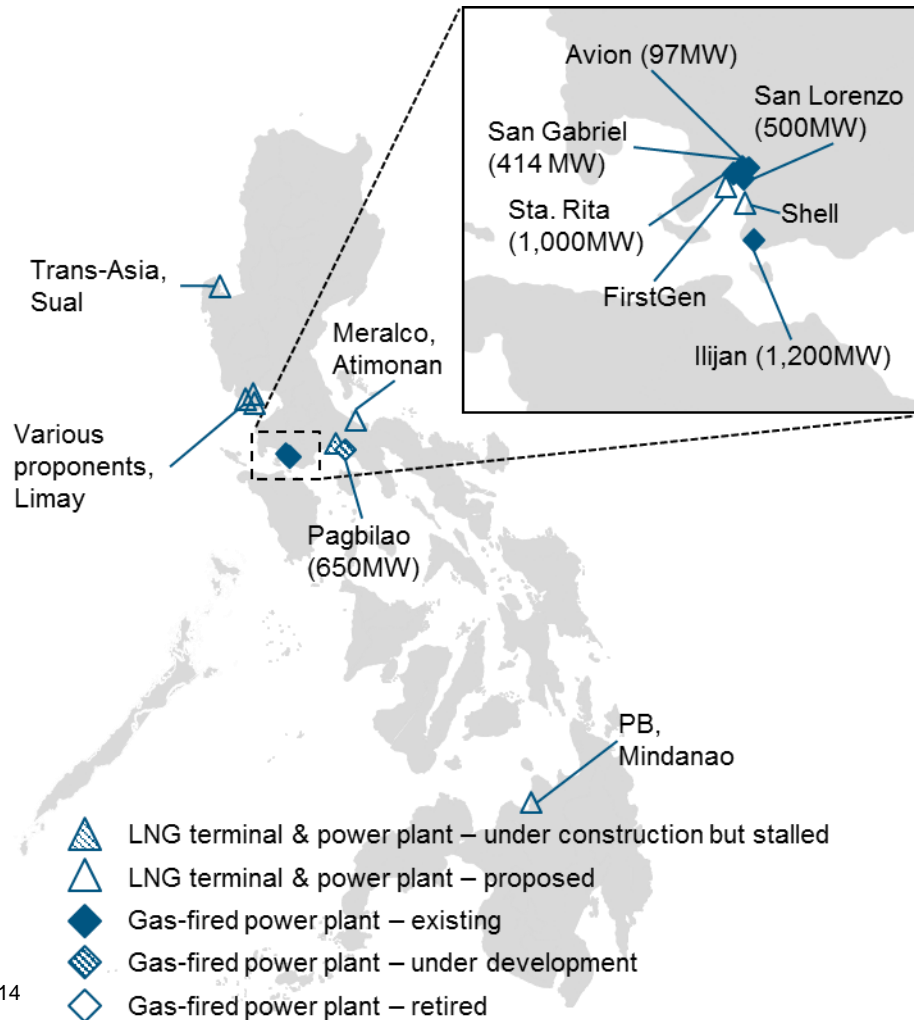 Avion (97MW)
San Lorenzo
(500MW)
San Gabriel
(414 MW)
Sta. Rita
(1,000MW)
Shell
FirstGen
Ilijan (1,200MW)
Trans-Asia,
Sual
Meralco,
Atimonan
Various
proponents,
Limay
Pagbilao
(650MW)
PB,
Mindanao
LNG terminal & power plant – under construction but stalled
LNG terminal & power plant – proposed
Gas-fired power plant – existing
Gas-fired power plant – under development
Gas-fired power plant – retired
14